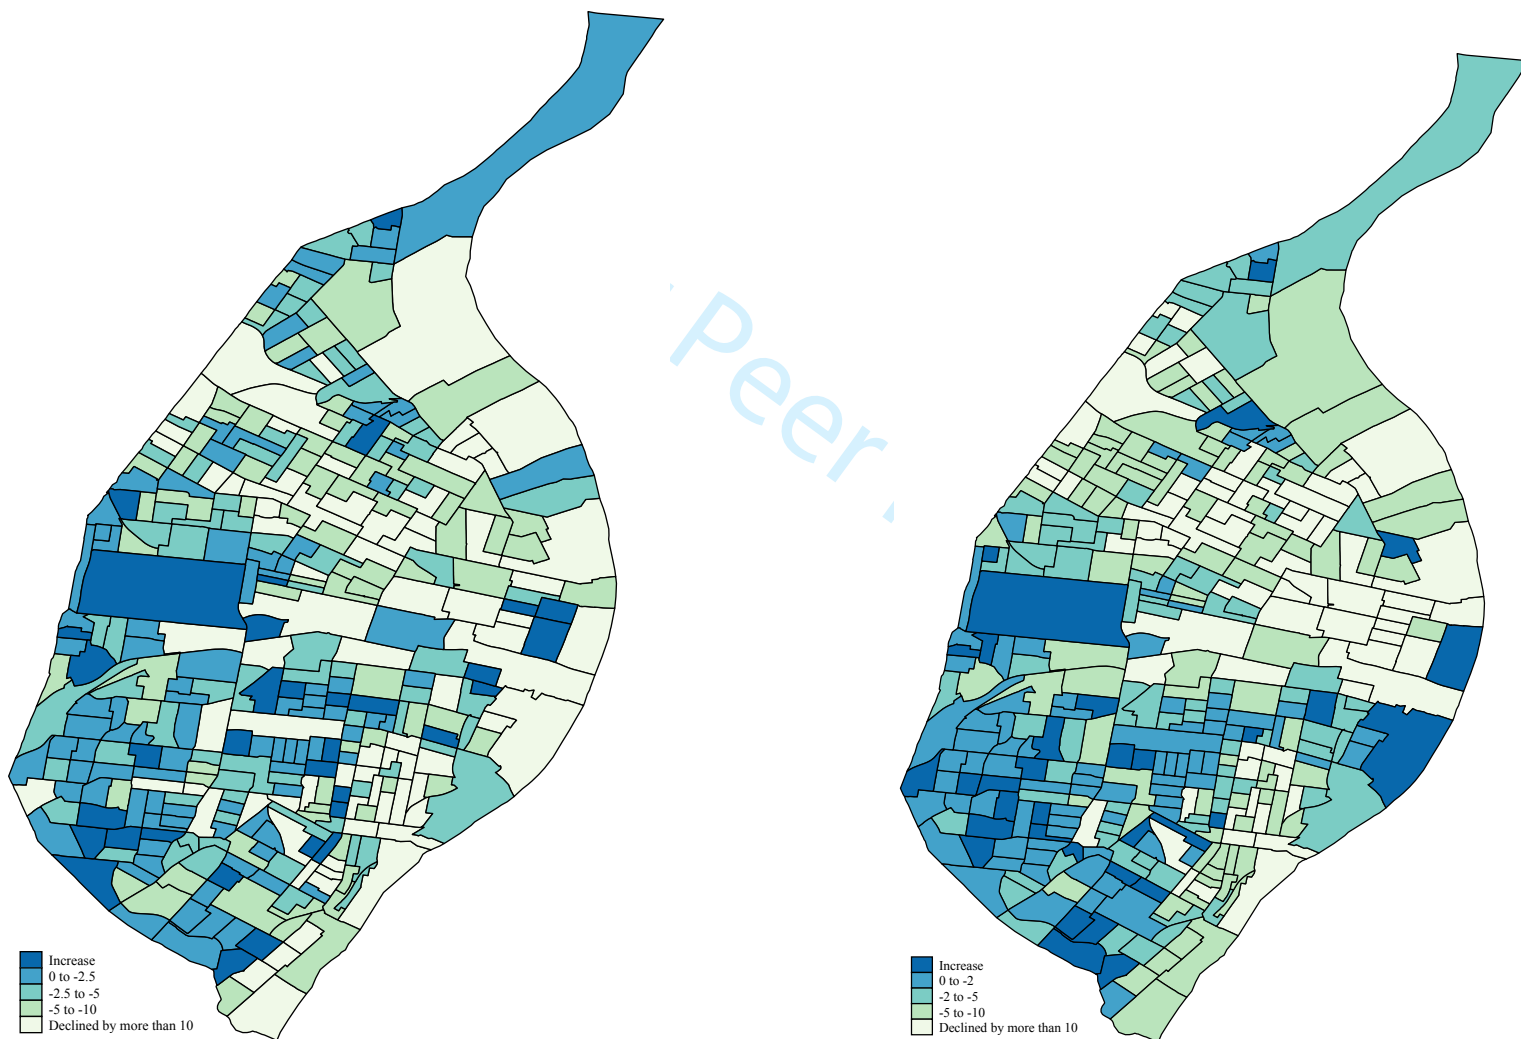 Peer
Increase
0 to -2.5
-2.5 to -5
-5 to -10
Declined by more than 10
Increase
0 to -2
-2 to -5
-5 to -10
Declined by more than 10